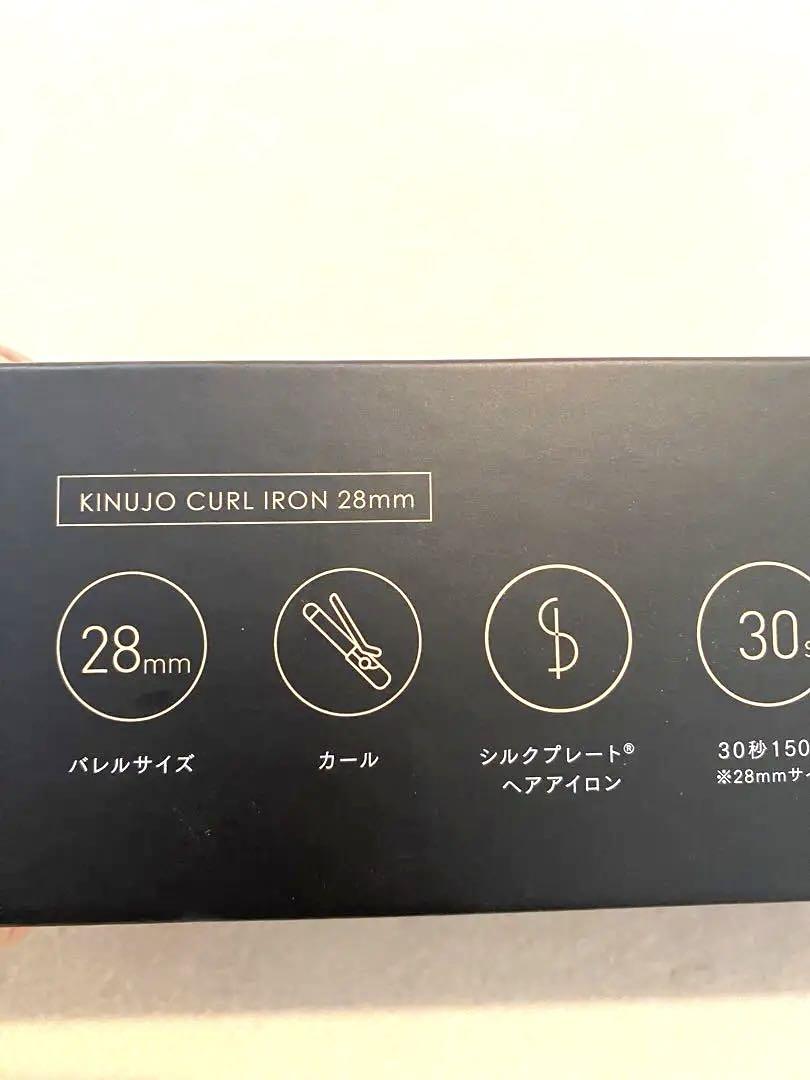 KINUJO CURL IRON 28mm
28mm
30s
バレルサイズ
カール
シルクプレート®
ヘアアイロン
30秒150
※28mmサイ